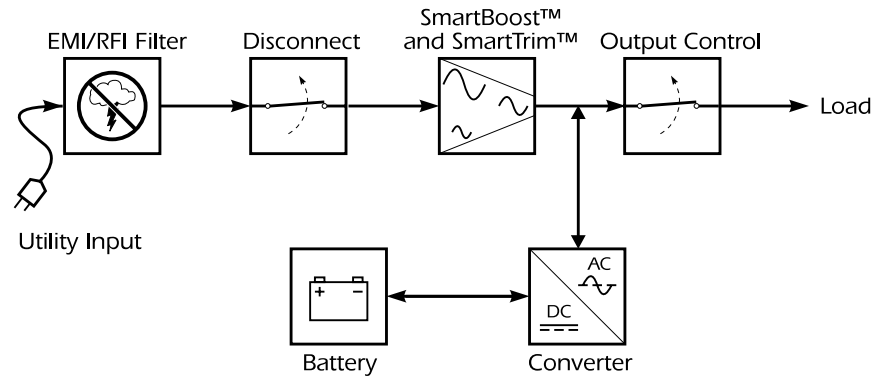 SmartBoost™
EMI/RFI Filter Disconnect and SmartTrim™ Output Control
Load
Utility Input
+ −
AC
DC
Battery Converter